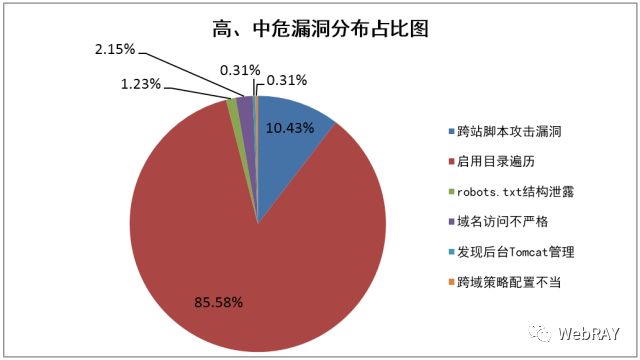 高、中危漏洞分布占比图
2.15%
1.23%
0.31%
0.31%
10.43%
85.58%
跨站脚本攻击漏洞
启用目录遍历
robots.txt结构泄露
域名访问不严格
发现后台Tomcat管理
跨域策略配置不当
WebRAY